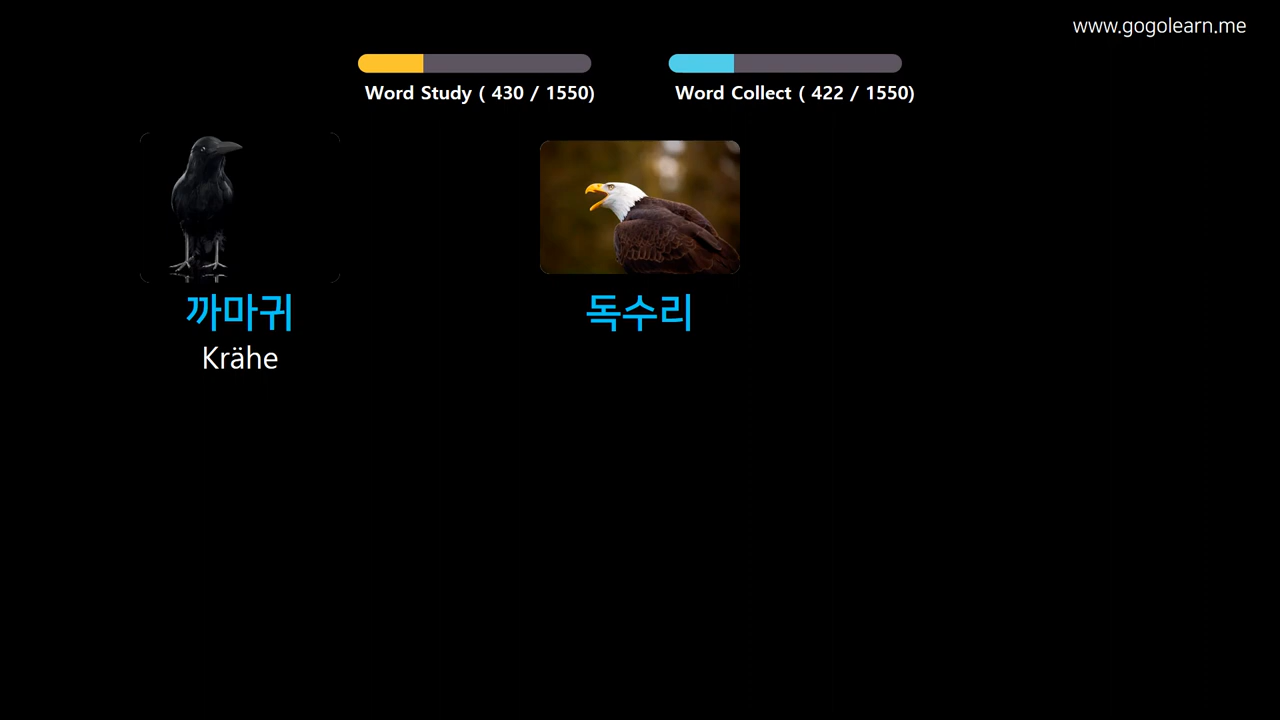 www.gogolearn.me
Word Study ( 430 / 1550)
Word Collect ( 422 / 1550)
까마귀
독수리
Krähe